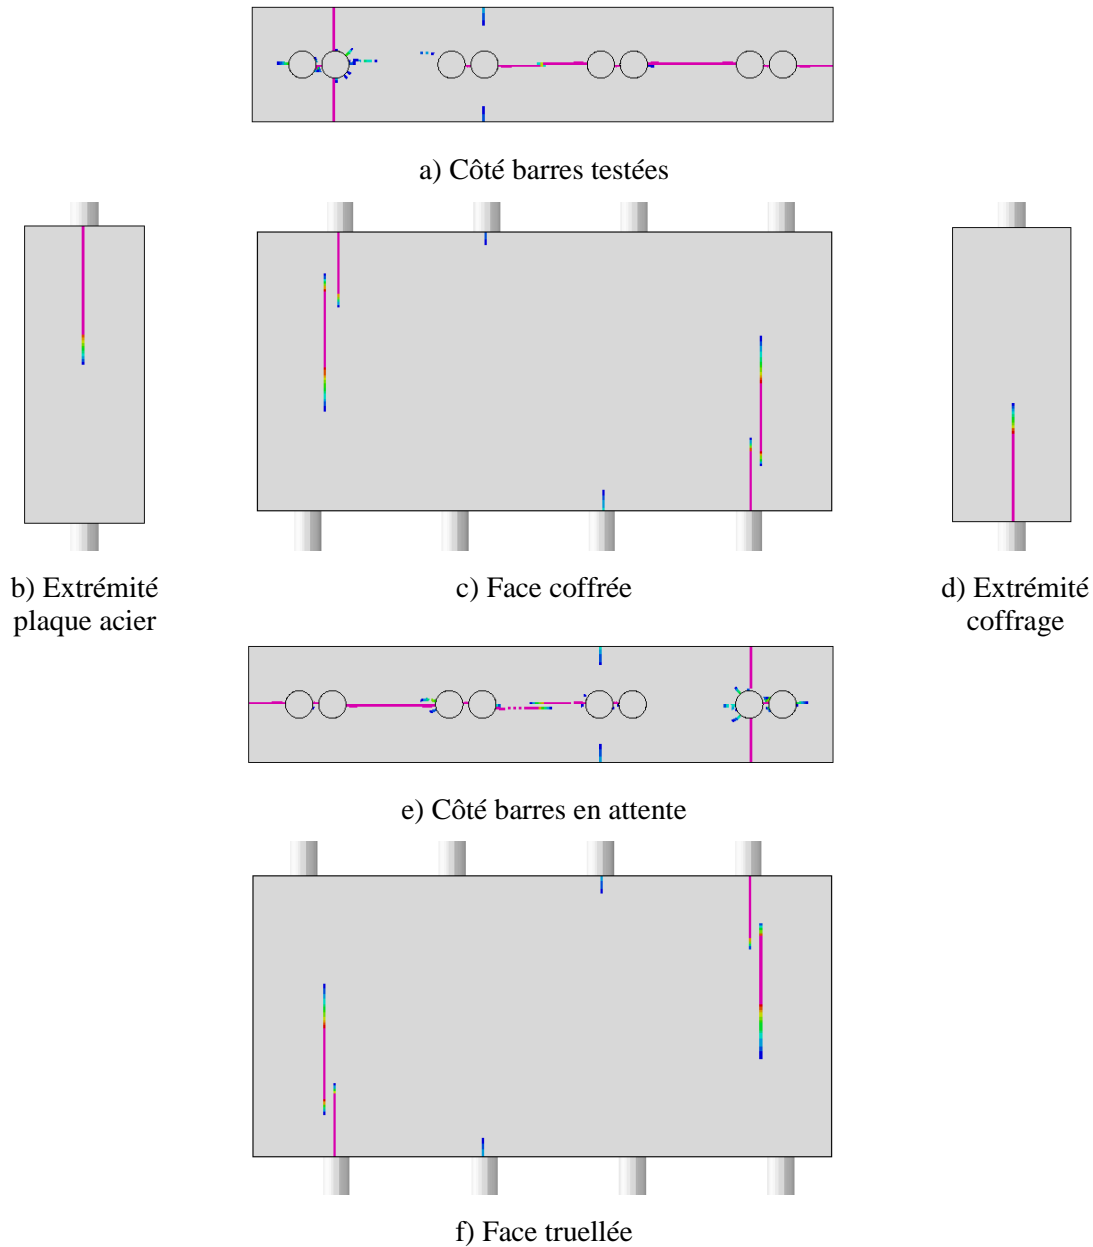 a) Côté barres testées
b) Extrémité
plaque acier
c) Face coffrée
d) Extrémité
coffrage
e) Côté barres en attente
f) Face truellée